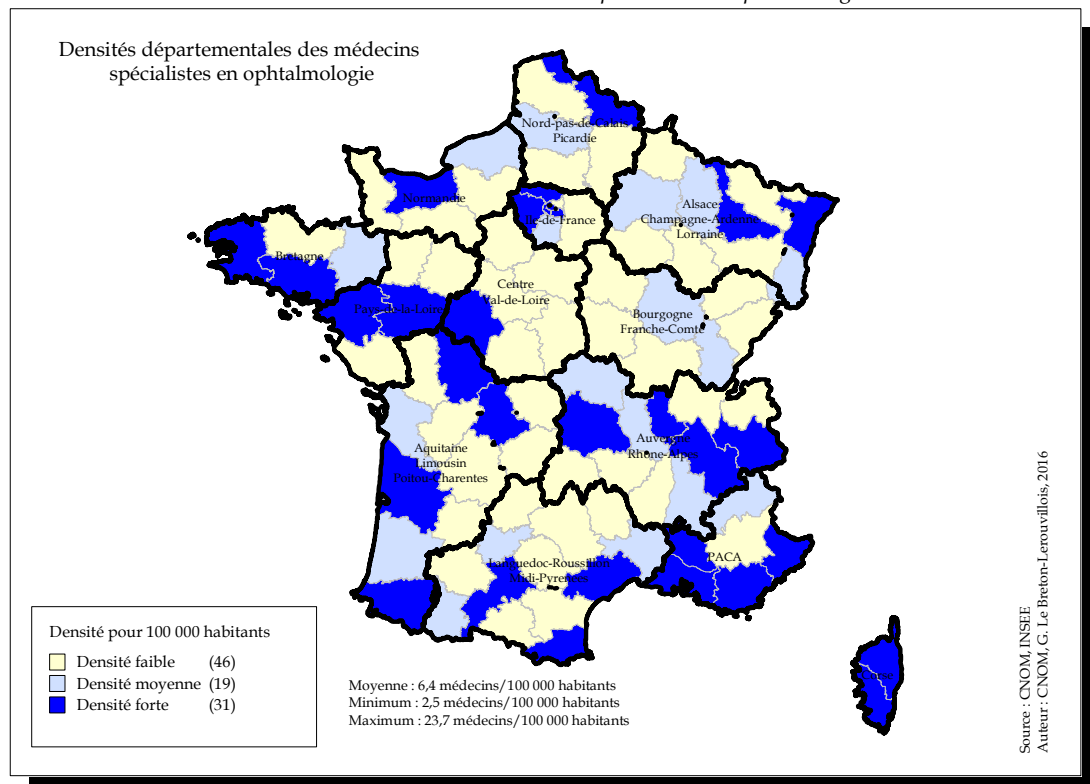 Densités départementales des médecins
spécialistes en ophtalmologie
Nord-pas-de-Calais
Picardie
Normandie
Ile-de-France
Alsace
Champagne-Ardenne
Lorraine
Bretagne
Centre
Val-de-Loire
Pays-de-la-Loire
Bourgogne
Franche-Comté
Aquitaine
Limousin
Poitou-Charentes
Auvergne
Rhône-Alpes
Languedoc-Roussillon
Midi-Pyrénées
PACA
Corse
Densité pour 100 000 habitants
Densité faible (46)
Densité moyenne (19)
Densité forte (31)
Moyenne : 6,4 médecins/100 000 habitants
Minimum : 2,5 médecins/100 000 habitants
Maximum : 23,7 médecins/100 000 habitants
Source : CNOM, INSEE
Auteur : CNOM, G. Le Breton-Lerouvillois, 2016